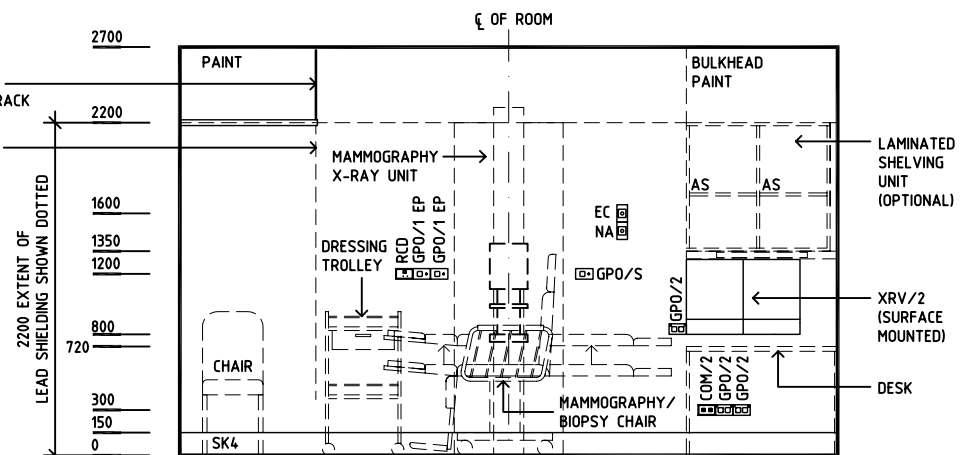 ℄ OF ROOM
2700
PAINT
BULKHEAD
PAINT
RACK
2200
MAMMOGRAPHY
X-RAY UNIT
LAMINATED
SHELVING
UNIT
(OPTIONAL)
AS
AS
2200 EXTENT OF
LEAD SHIELDING SHOWN DOTTED
1600
1350
1200
800
720
300
150
0
DRESSING
TROLLEY
RCD
GPO/1 EP
GPO/1 EP
EC
NA
GPO/S
GPO/2
XRV/2
(SURFACE
MOUNTED)
CHAIR
COM/2
GPO/2
GPO/2
DESK
MAMMOGRAPHY/
BIOPSY CHAIR
SK4